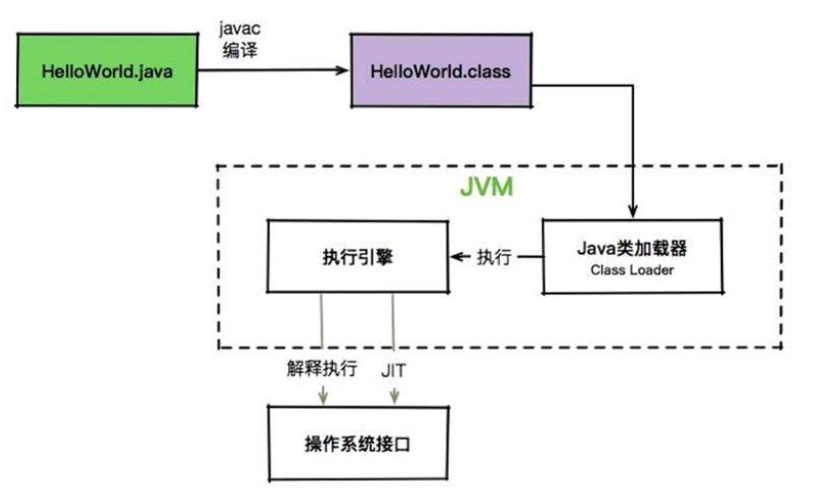 javac
编译
HelloWorld.java
HelloWorld.class
JVM
执行引擎
执行
Java类加载器
Class Loader
解释执行
JIT
操作系统接口